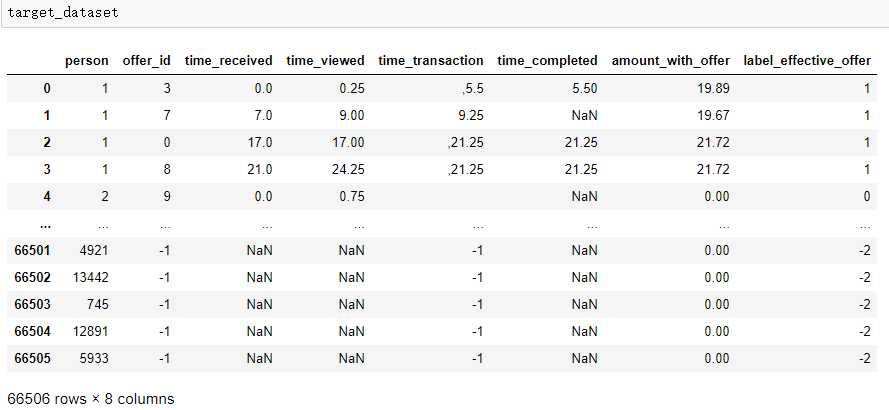 target_dataset
person offer_id time_received time_viewed time_transaction time_completed amount_with_offer label_effective_offer
0 1 3 0.0 0.25 ,5.5 5.50 19.89 1
1 1 7 7.0 9.00 9.25 NaN 19.67 1
2 1 0 17.0 17.00 ,21.25 21.25 21.72 1
3 1 8 21.0 24.25 ,21.25 21.25 21.72 1
4 2 9 0.0 0.75 NaN 0.00 0
... ... ... ... ... ... ... ... ...
66501 4921 -1 NaN NaN -1 NaN 0.00 -2
66502 13442 -1 NaN NaN -1 NaN 0.00 -2
66503 745 -1 NaN NaN -1 NaN 0.00 -2
66504 12891 -1 NaN NaN -1 NaN 0.00 -2
66505 5933 -1 NaN NaN -1 NaN 0.00 -2
66506 rows × 8 columns